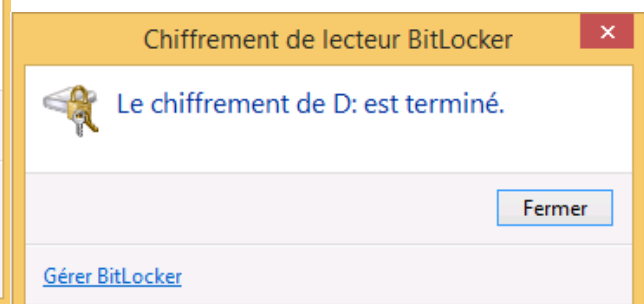 Chiffrement de lecteur BitLocker
Le chiffrement de D: est terminé.
Fermer
Gérer BitLocker